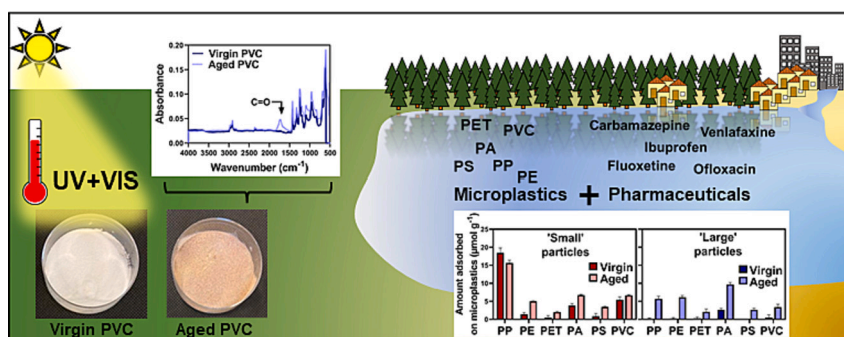 Virgin PVC
Aged PVC
Absorbance
0.20
0.15
0.10
0.05
0.00
C=O
4000 3500 3000 2500 2000 1500 1000 500
Wavenumber (cm⁻¹)
UV+VIS
Virgin PVC
Aged PVC
PET
PVC
PA
PS
PP
PE
Microplastics
+
Carbamazepine
Venlafaxine
Ibuprofen
Fluoxetine
Ofloxacin
Pharmaceuticals
Amount adsorbed
on microplastics (µmol g⁻¹)
25
20
15
10
5
0
'Small'
particles
Virgin
Aged
PP PE PET PA PS PVC
'Large'
particles
Virgin
Aged
PP PE PET PA PS PVC